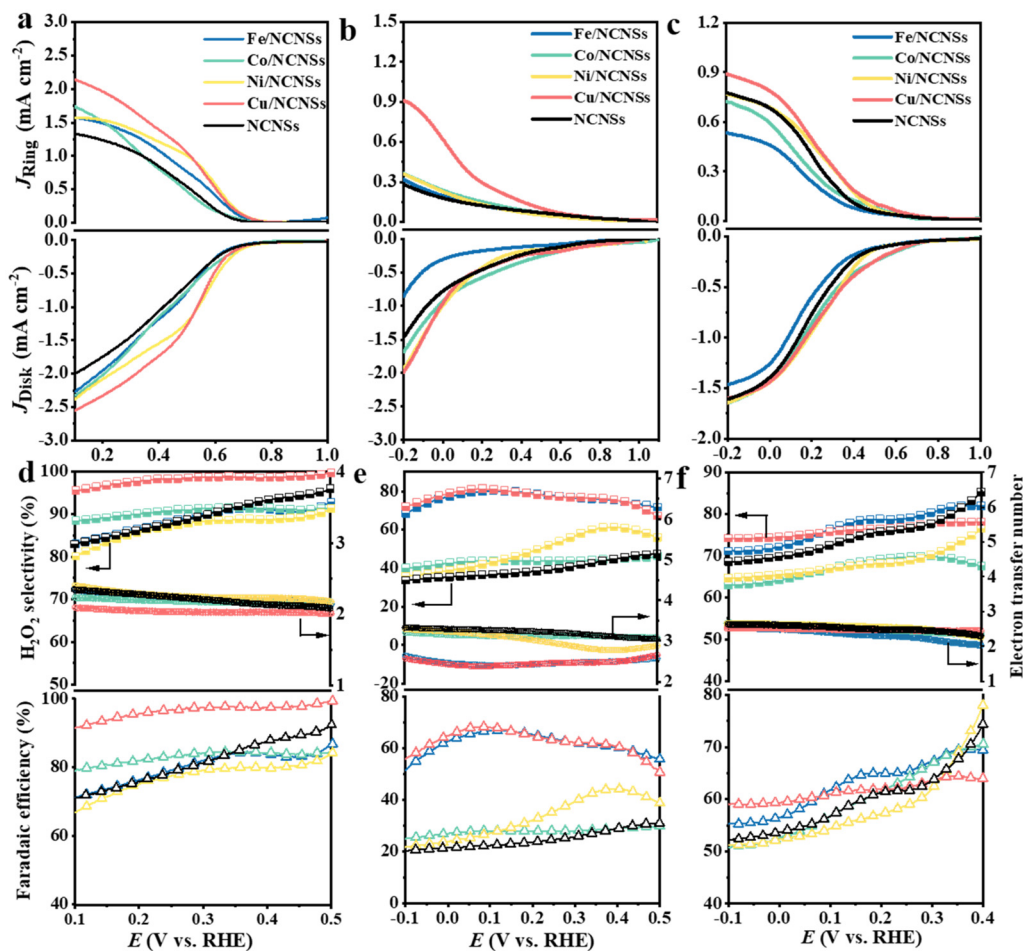 a
b
c
J Ring (mA cm-2)
3.0
2.5
2.0
1.5
1.0
0.5
0.0
Fe/NCNSs
Co/NCNSs
Ni/NCNSs
Cu/NCNSs
NCNSs
1.5
1.2
0.9
0.6
0.3
0.0
Fe/NCNSs
Co/NCNSs
Ni/NCNSs
Cu/NCNSs
NCNSs
1.2
0.9
0.6
0.3
0.0
Fe/NCNSs
Co/NCNSs
Ni/NCNSs
Cu/NCNSs
NCNSs
J Disk (mA cm-2)
0.0
-0.5
-1.0
-1.5
-2.0
-2.5
-3.0
0.2 0.4 0.6 0.8 1.0
0.0
-0.5
-1.0
-1.5
-2.0
-2.5
-3.0
-0.2 0.0 0.2 0.4 0.6 0.8 1.0
0.0
-0.5
-1.0
-1.5
-2.0
-0.2 0.0 0.2 0.4 0.6 0.8 1.0
d
e
f
H2O2 selectivity (%)
100
90
80
70
60
50
4
3
2
1
80
60
40
20
0
-20
7
6
5
4
3
2
90
80
70
60
50
40
7
6
5
4
3
2
1
Electron transfer number
Faradaic efficiency (%)
100
80
60
40
0.1 0.2 0.3 0.4 0.5
E (V vs. RHE)
80
60
40
20
0
-0.1 0.0 0.1 0.2 0.3 0.4 0.5
E (V vs. RHE)
80
70
60
50
40
-0.1 0.0 0.1 0.2 0.3 0.4
E (V vs. RHE)